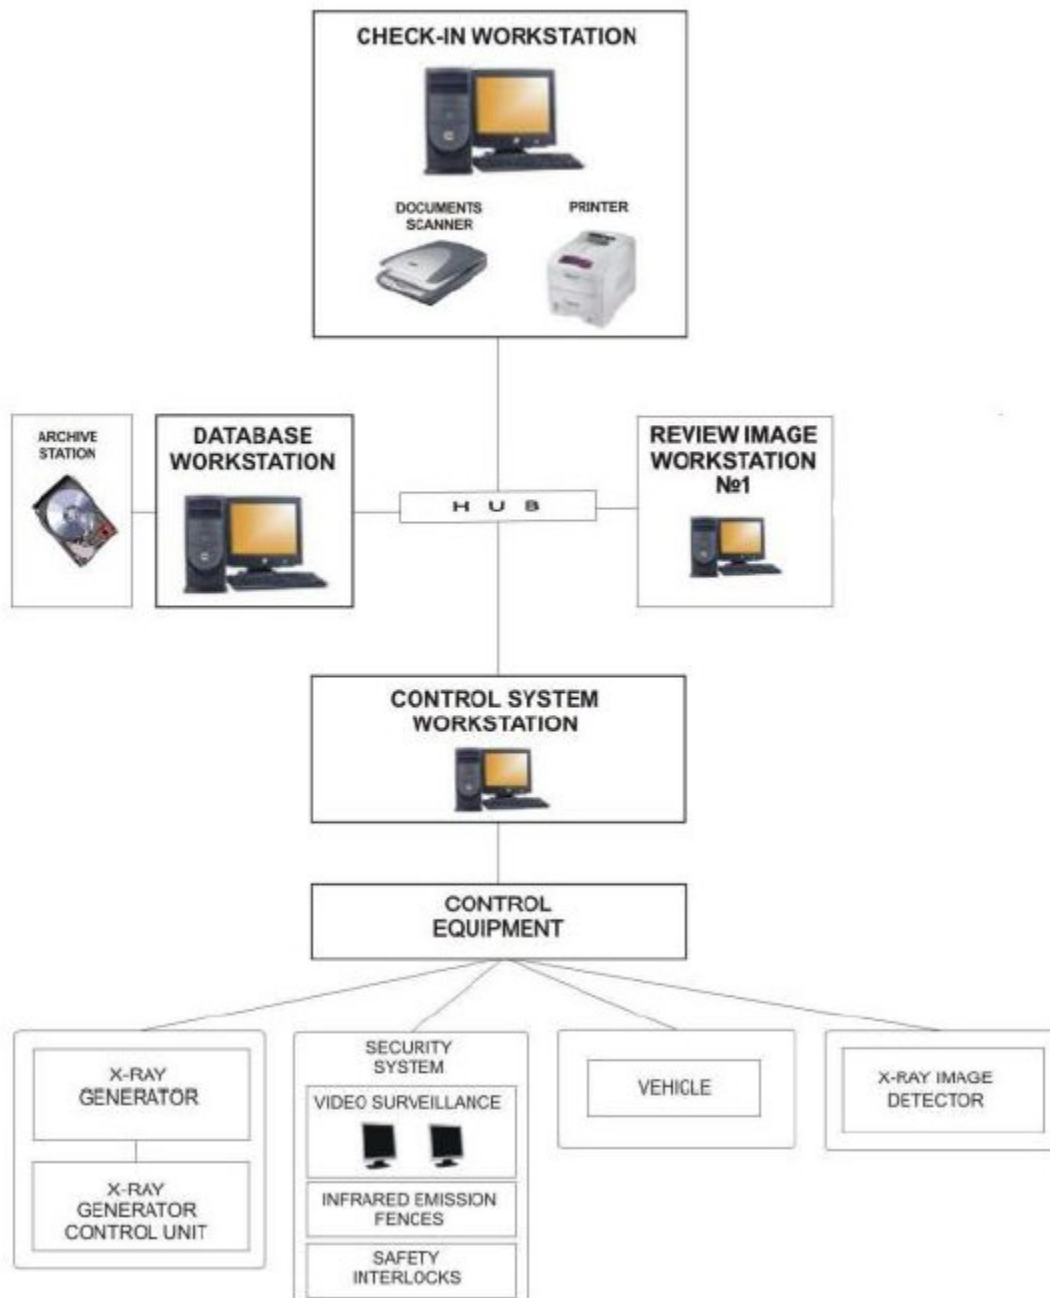 CHECK-IN WORKSTATION
DOCUMENTS
SCANNER
PRINTER
ARCHIVE
STATION
DATABASE
WORKSTATION
HUB
REVIEW IMAGE
WORKSTATION
№1
CONTROL SYSTEM
WORKSTATION
CONTROL
EQUIPMENT
X-RAY
GENERATOR
X-RAY
GENERATOR
CONTROL UNIT
SECURITY
SYSTEM
VIDEO SURVEILLANCE
INFRARED EMISSION
FENCES
SAFETY
INTERLOCKS
VEHICLE
X-RAY IMAGE
DETECTOR